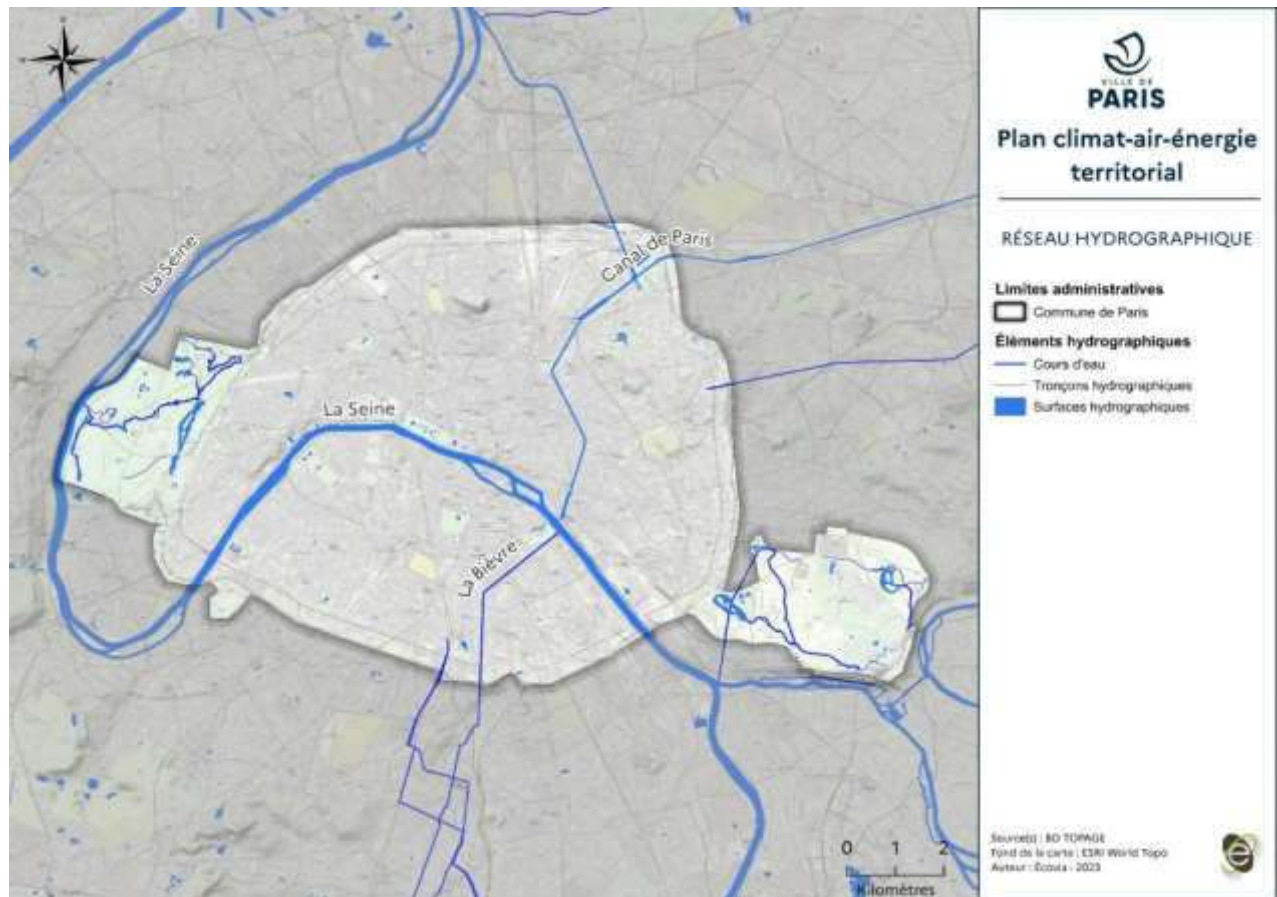 La Seine
Canal de Paris
La Seine
La Bièvre
0 1 2
Kilomètres
VILLE DE
PARIS
Plan climat-air-énergie
territorial
RÉSEAU HYDROGRAPHIQUE
Limites administratives
Commune de Paris
Éléments hydrographiques
Cours d'eau
Tronçons hydrographiques
Surfaces hydrographiques
Source(s) : BD TOPAGE
Fond de la carte : ESRI World Topo
Auteur : Écovia - 2023